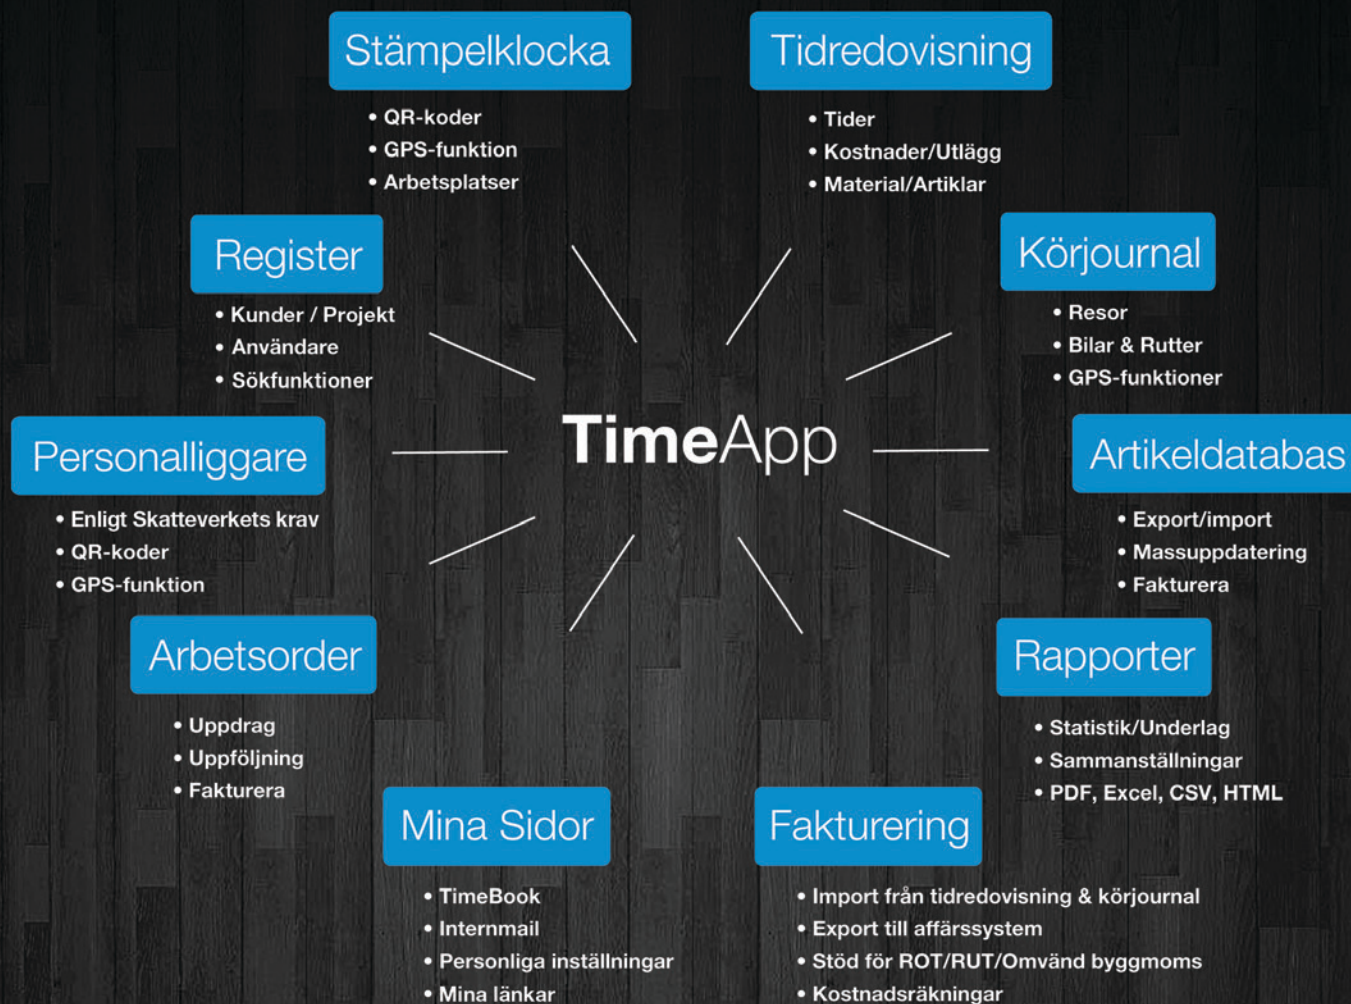 Stämpelklocka
• QR-koder
• GPS-funktion
• Arbetsplatser
Tidredovisning
• Tider
• Kostnader/Utlägg
• Material/Artiklar
Register
• Kunder / Projekt
• Användare
• Sökfunktioner
Körjournal
• Resor
• Bilar & Rutter
• GPS-funktioner
TimeApp
Personalliggare
• Enligt Skatteverkets krav
• QR-koder
• GPS-funktion
Artikeldatabas
• Export/import
• Massuppdatering
• Fakturera
Arbetsorder
• Uppdrag
• Uppföljning
• Fakturera
Rapporter
• Statistik/Underlag
• Sammanställningar
• PDF, Excel, CSV, HTML
Mina Sidor
• TimeBook
• Internmail
• Personliga inställningar
• Mina länkar
Fakturering
• Import från tidredovisning & körjournal
• Export till affärssystem
• Stöd för ROT/RUT/Omvänd byggmoms
• Kostnadsräkningar